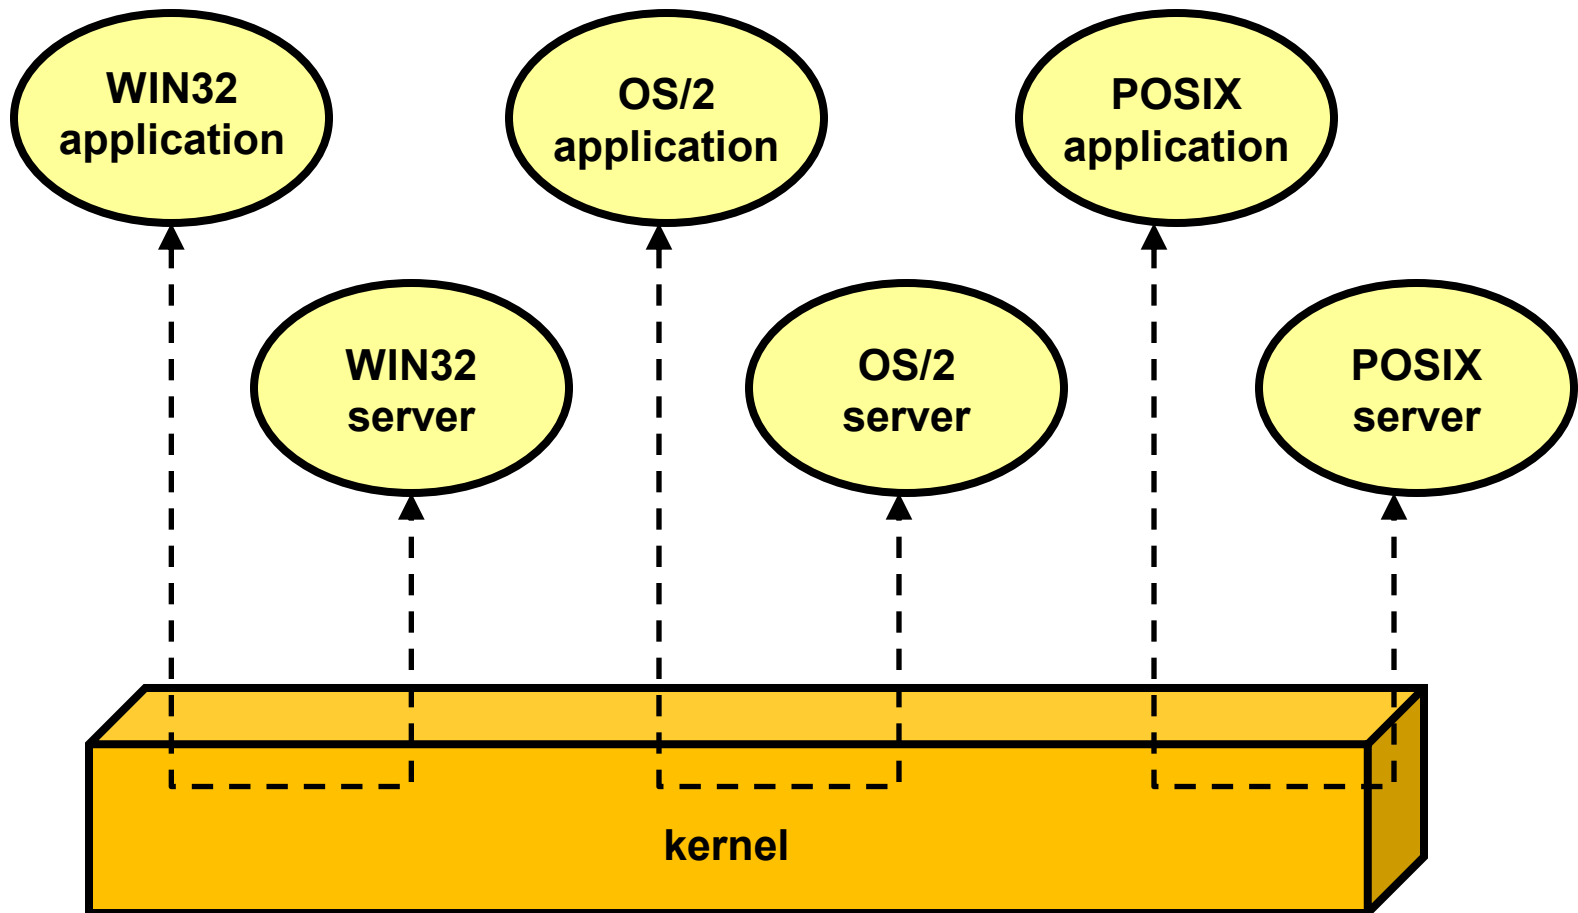 WIN32
application
OS/2
application
POSIX
application
WIN32
server
OS/2
server
POSIX
server
kernel